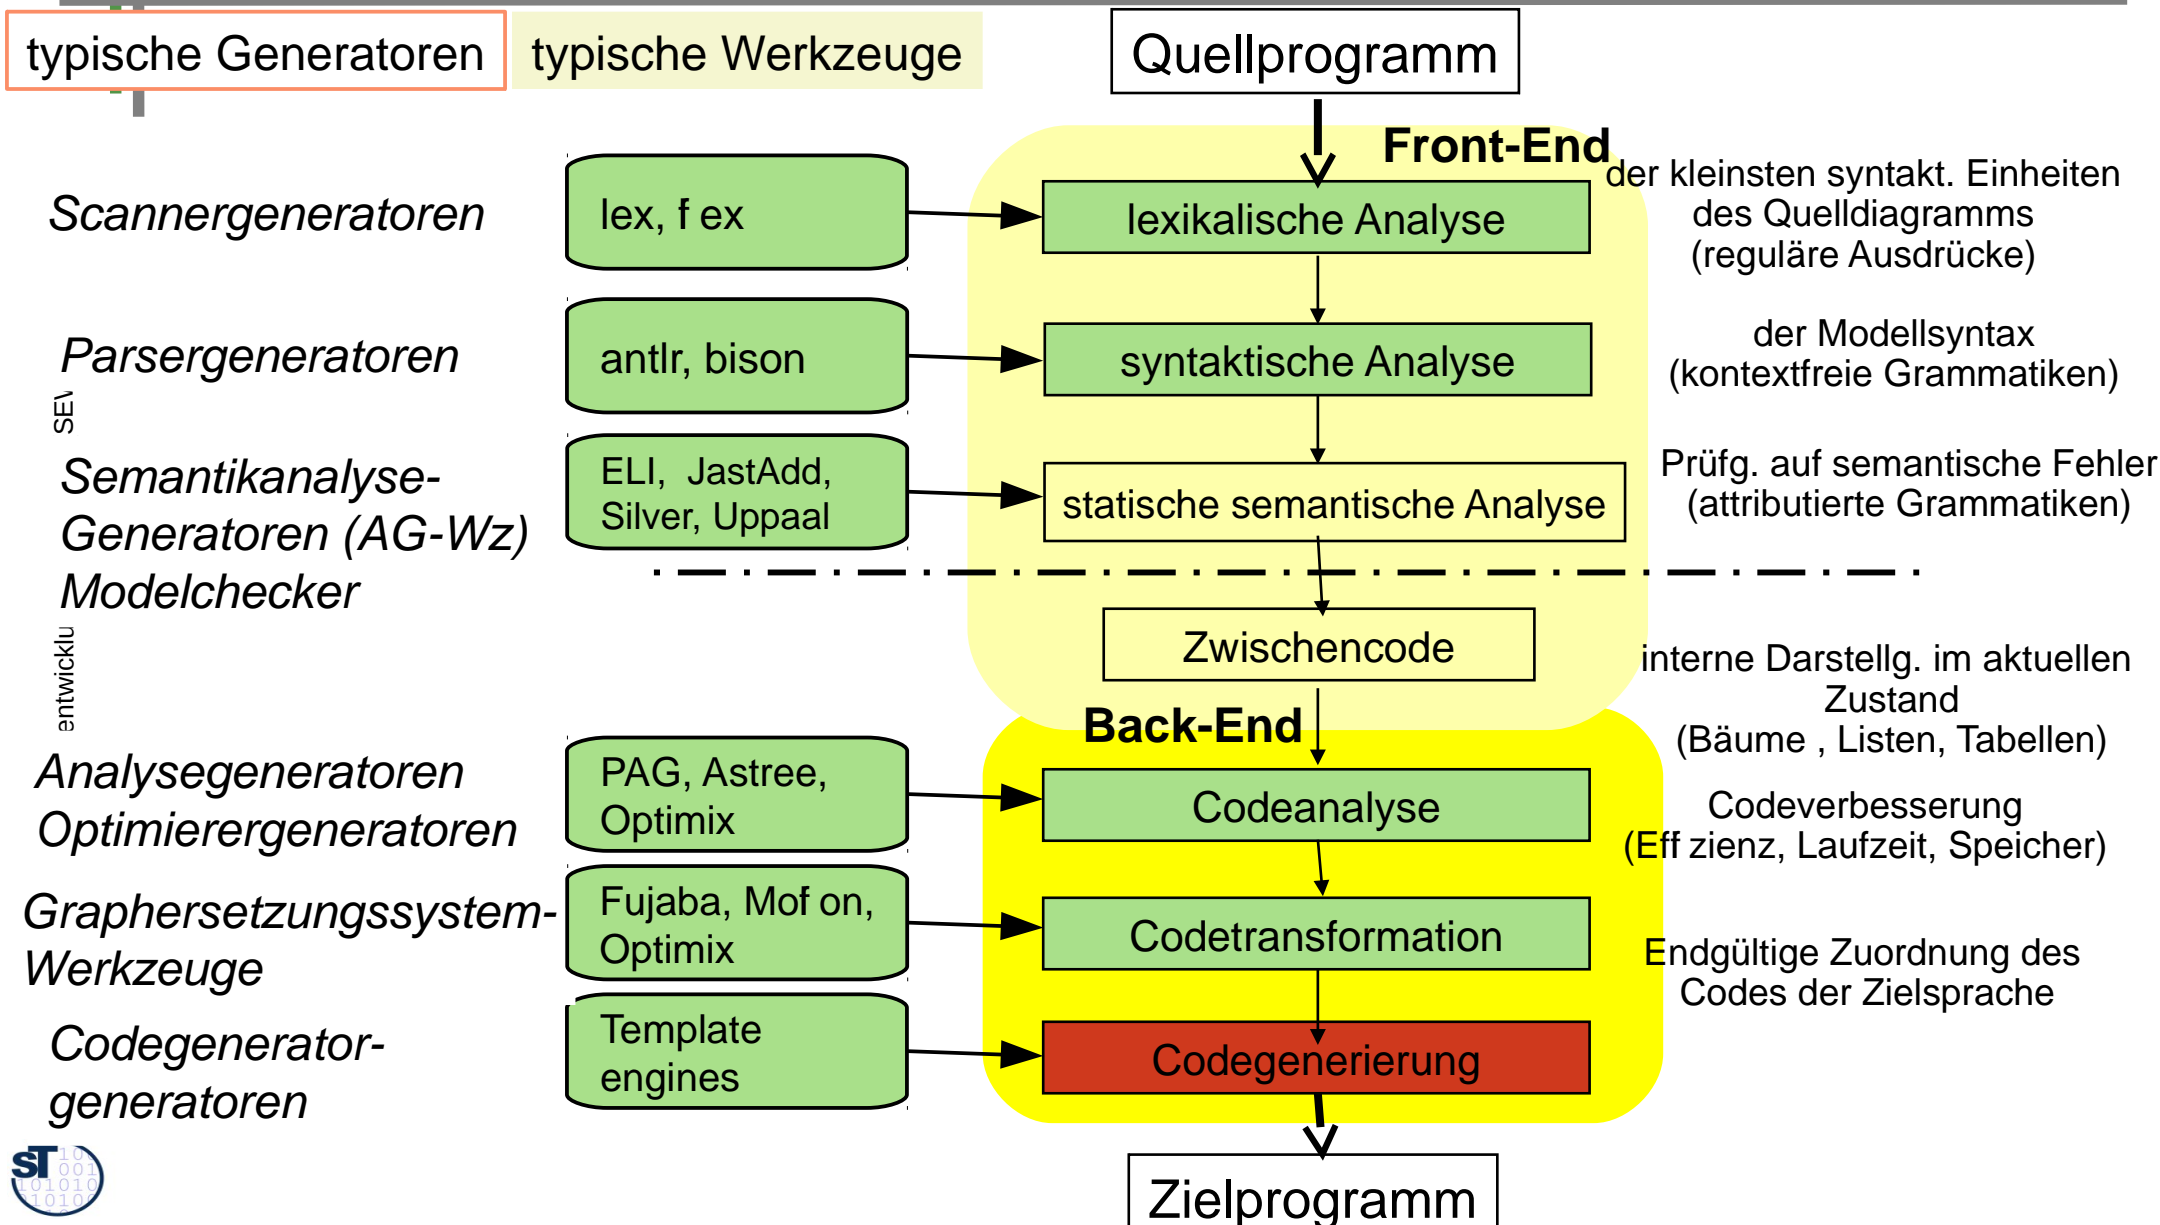 typische Generatoren
typische Werkzeuge
Quellprogramm
Front-End
Scannergeneratoren
lex, f ex
lexikalische Analyse
der kleinsten syntakt. Einheiten
des Quelldiagramms
(reguläre Ausdrücke)
Parsergeneratoren
antlr, bison
syntaktische Analyse
der Modellsyntax
(kontextfreie Grammatiken)
Semantikanalyse-
Generatoren (AG-Wz)
Modelchecker
ELI, JastAdd,
Silver, Uppaal
statische semantische Analyse
Prüfg. auf semantische Fehler
(attributierte Grammatiken)
Zwischencode
interne Darstellg. im aktuellen
Zustand
(Bäume , Listen, Tabellen)
entwicklu
Back-End
Analysegeneratoren
Optimierergeneratoren
PAG, Astree,
Optimix
Codeanalyse
Codeverbesserung
(Eff zienz, Laufzeit, Speicher)
Graphersetzungssystem-
Werkzeuge
Fujaba, Mof on,
Optimix
Codetransformation
Endgültige Zuordnung des
Codes der Zielsprache
Codegenerator-
generatoren
Template
engines
Codegenerierung
Zielprogramm
ST